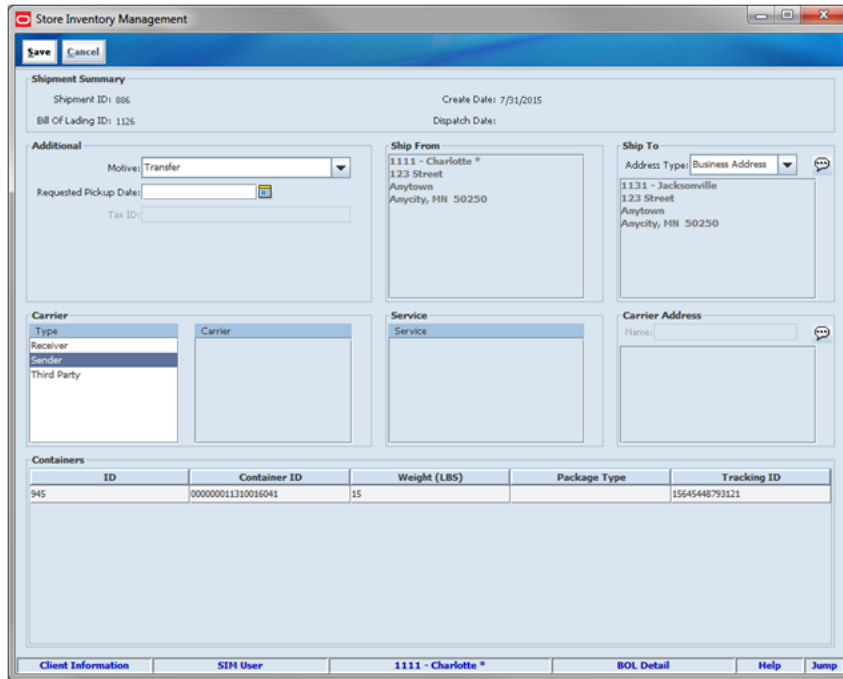 Store Inventory Management
Save Cancel
Shipment Summary
Shipment ID: 886 Create Date: 7/31/2015
Bill Of Lading ID: 1126 Dispatch Date:
Additional
Motive: Transfer
Requested Pickup Date:
Tax ID:
Ship From
1111 - Charlotte *
123 Street
Anytown
Anycity, MN 50250
Ship To
Address Type: Business Address
1131 - Jacksonville
123 Street
Anytown
Anycity, MN 50250
Carrier
Type
Receiver
Sender
Third Party
Carrier
Service
Service
Carrier Address
Name:
Containers
ID Container ID Weight (LBS) Package Type Tracking ID
945 000000011310016041 15 15645448793121
Client Information SIM User 1111 - Charlotte * BOL Detail Help Jump